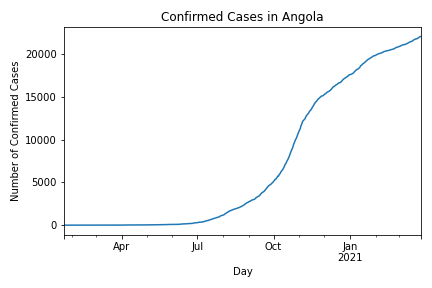 Confirmed Cases in Angola
Number of Confirmed Cases
20000
15000
10000
5000
0
Apr
Jul
Oct
Jan
2021
Day